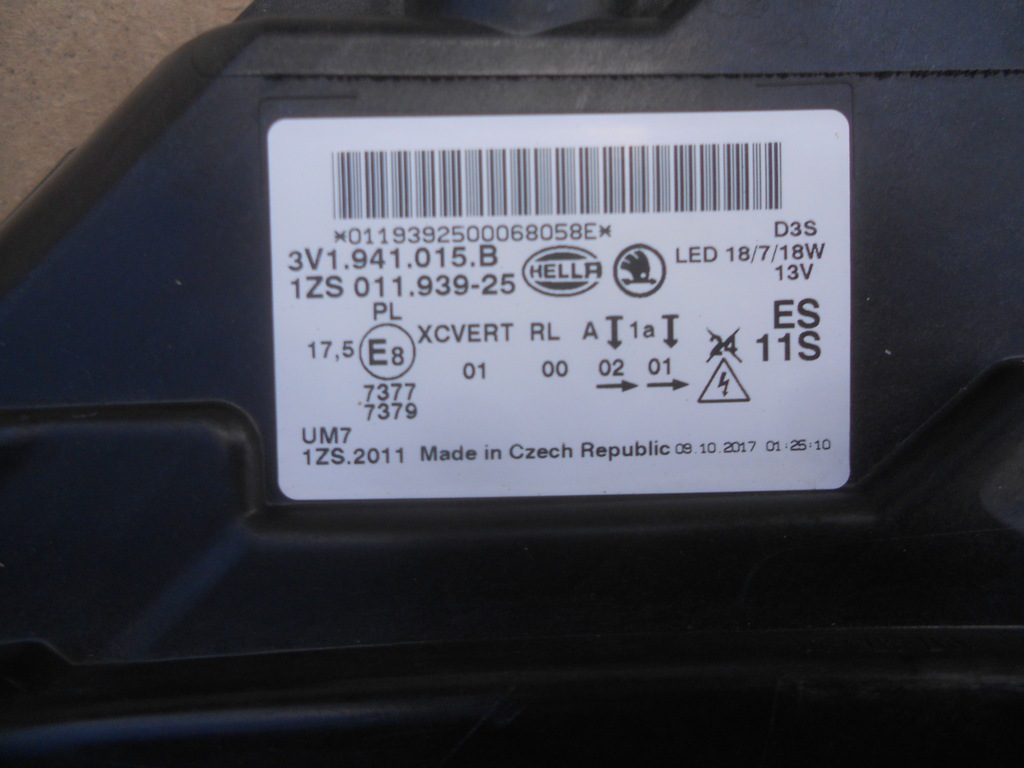 *0119392500068058E*
3V1.941.015.B
1ZS 011.939-25
HELLA
D3S
LED 18/7/18W
13V
PL
17,5 E8 XCVERT RL A 1a
01 00 02 01
7377
7379
24
ES
11S
UM7
1ZS.2011 Made in Czech Republic 09.10.2017 01:25:10